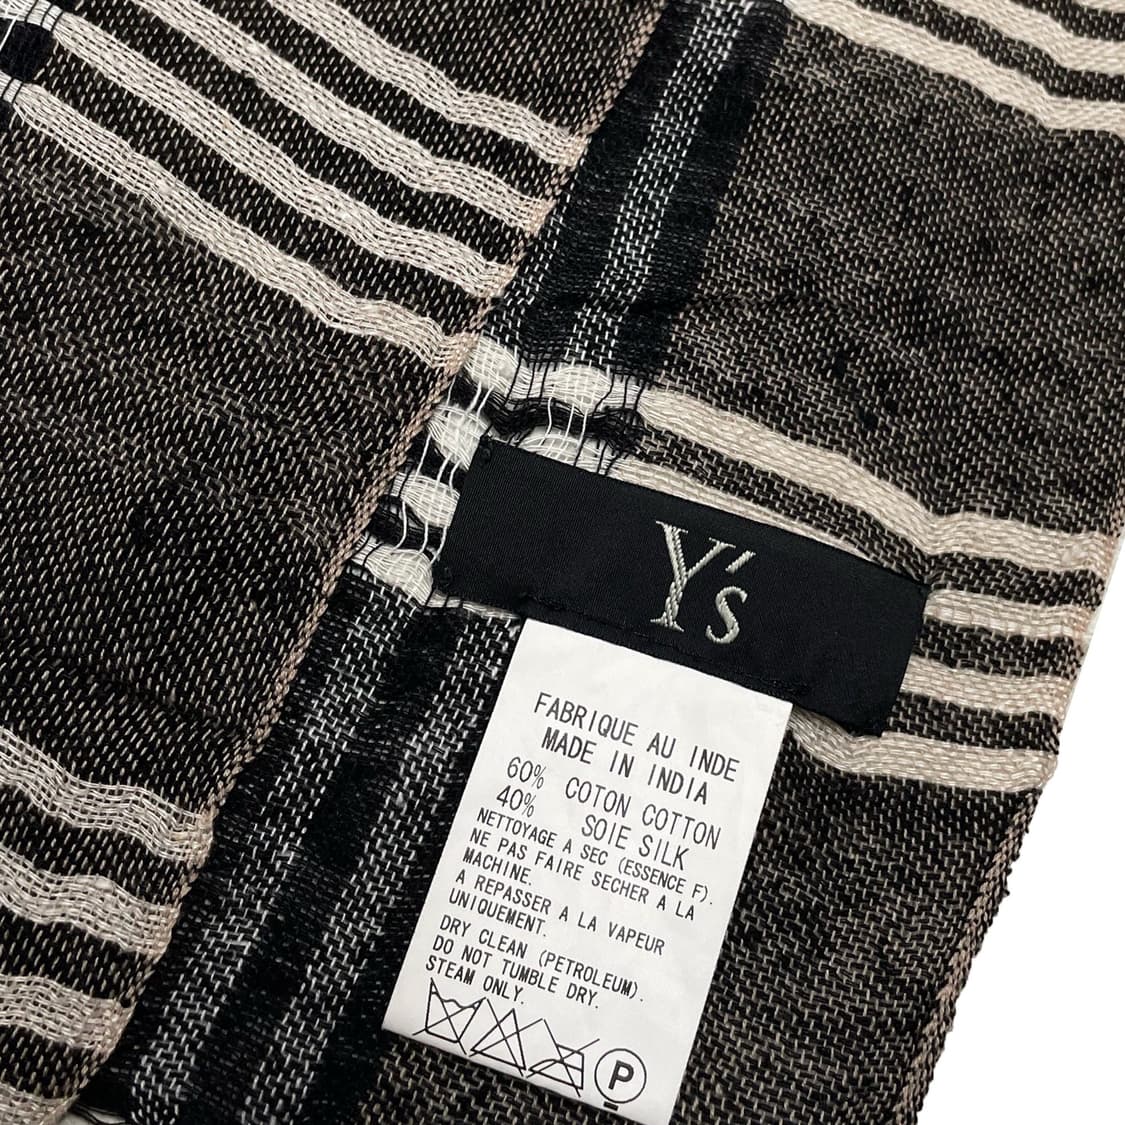 Y's
FABRIQUE AU INDE
MADE IN INDIA
60% COTON COTTON
40% SOIE SILK
NETTOYAGE A SEC (ESSENCE F).
NE PAS FAIRE SECHER A LA
MACHINE.
A REPASSER A LA VAPEUR
UNIQUEMENT.
DRY CLEAN (PETROLEUM).
DO NOT TUMBLE DRY.
STEAM ONLY.
P